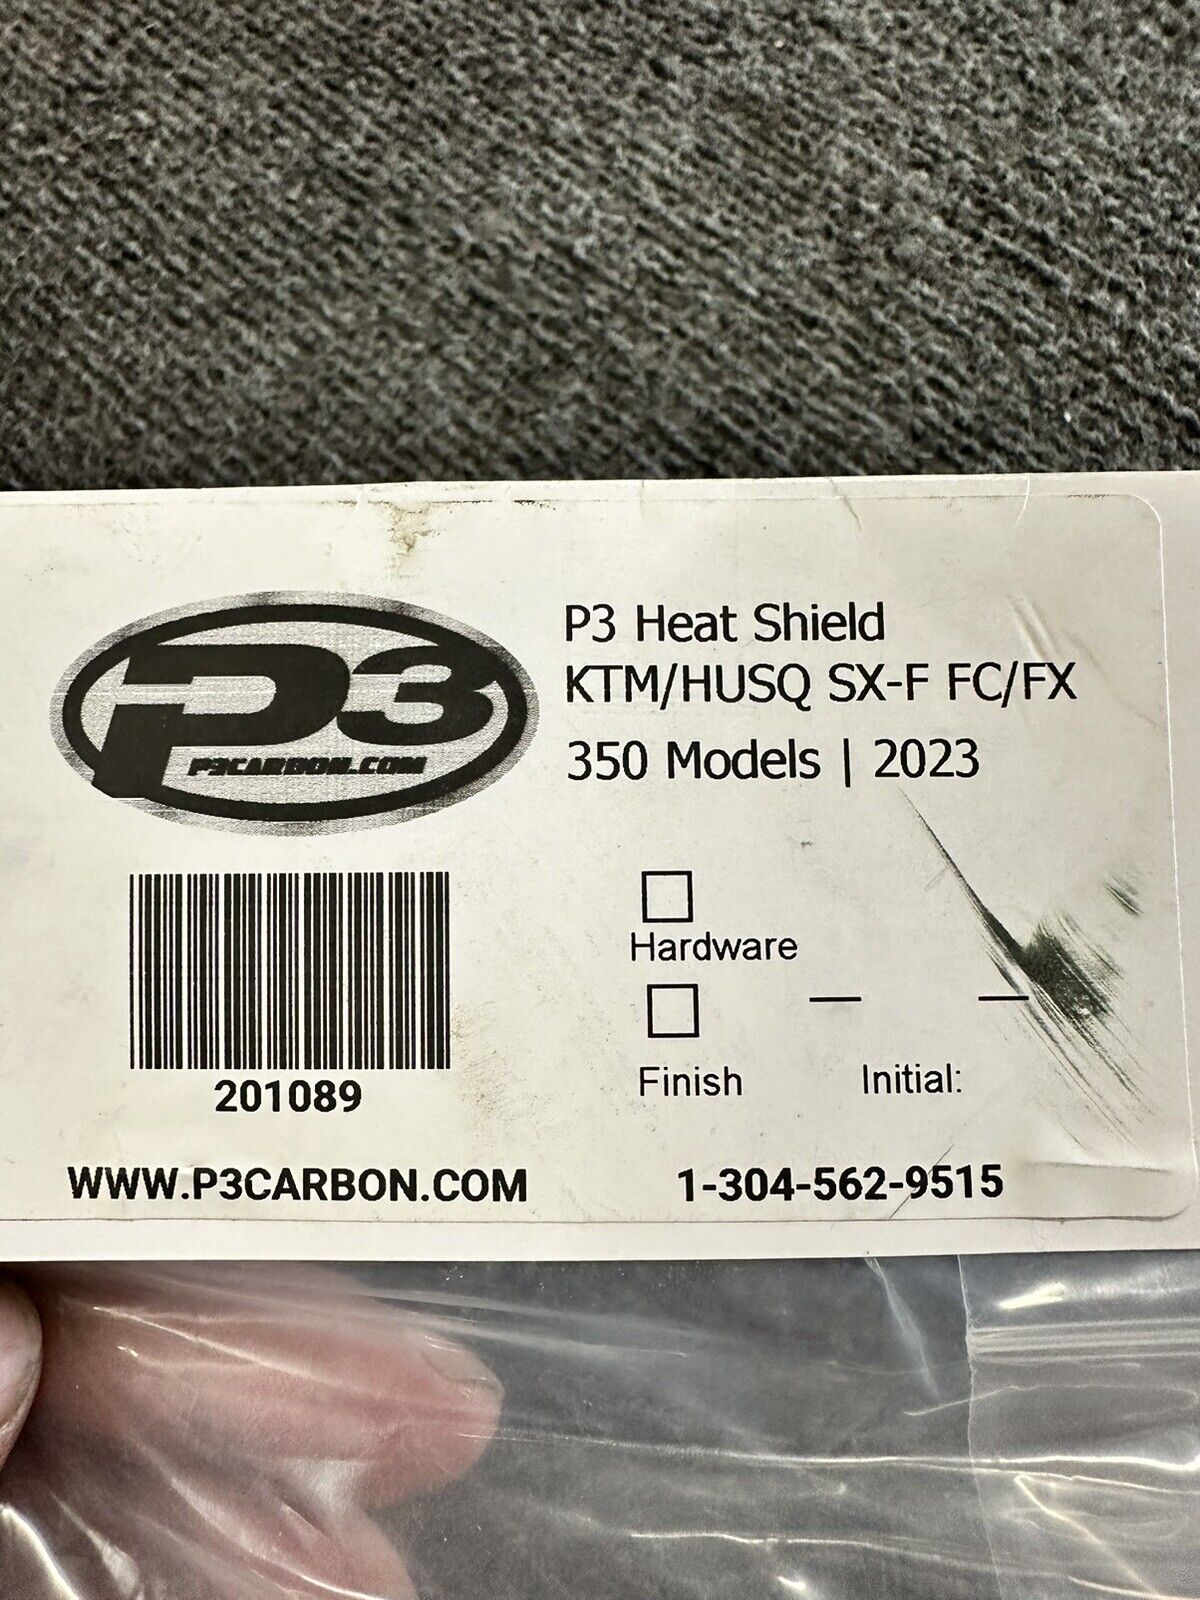 P3
P3CARBON.COM
P3 Heat Shield
KTM/HUSQ SX-F FC/FX
350 Models | 2023
Hardware
Finish
Initial:
201089
WWW.P3CARBON.COM
1-304-562-9515